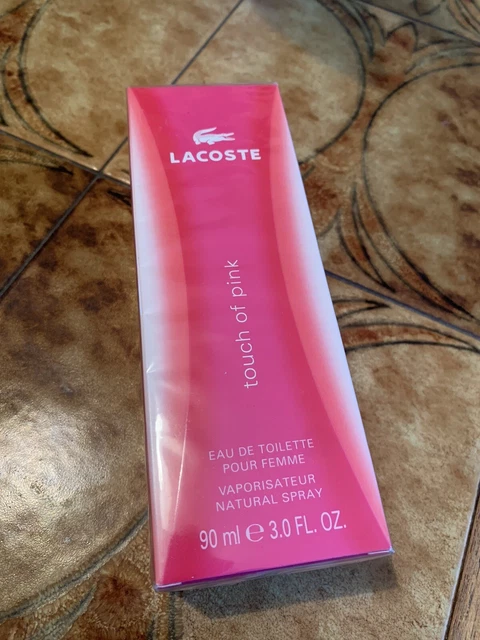 LACOSTE
touch of pink
EAU DE TOILETTE
POUR FEMME
VAPORISATEUR
NATURAL SPRAY
90 ml ℮ 3.0 FL. OZ.